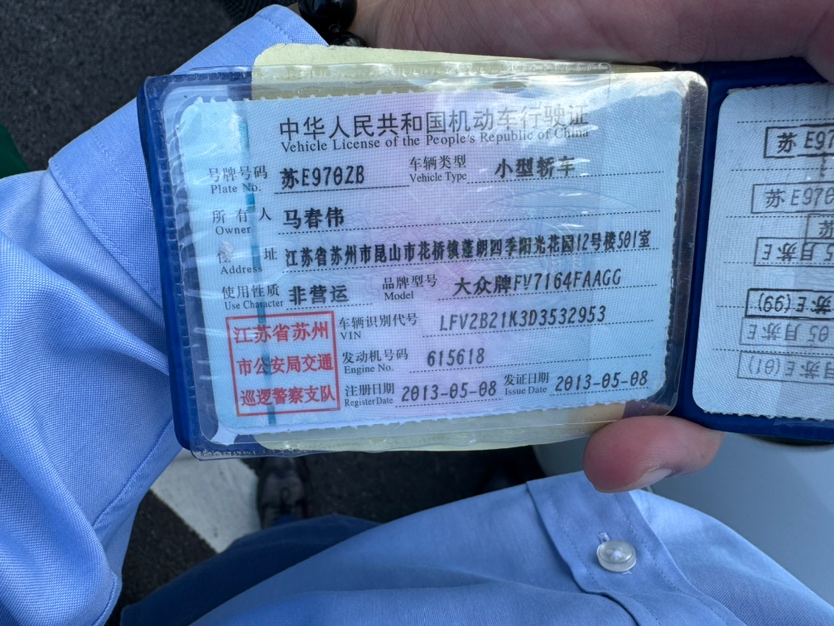 中华人民共和国机动车行驶证
Vehicle License of the People's Republic of China
号牌号码 苏E970ZB 车辆类型 小型轿车
Plate No. Vehicle Type
所有人 马春伟
Owner
住址 江苏省苏州市昆山市花桥镇蓬朗四季阳光花园12号楼501室
Address
使用性质 非营运 品牌型号 大众牌FV7164FAAGG
Use Character Model
江苏省苏州
市公安局交通
巡逻警察支队
车辆识别代号 LFV2B21K3D3532953
VIN
发动机号码 615618
Engine No.
注册日期 2013-05-08 发证日期 2013-05-08
Register Date Issue Date
苏E97
苏E970